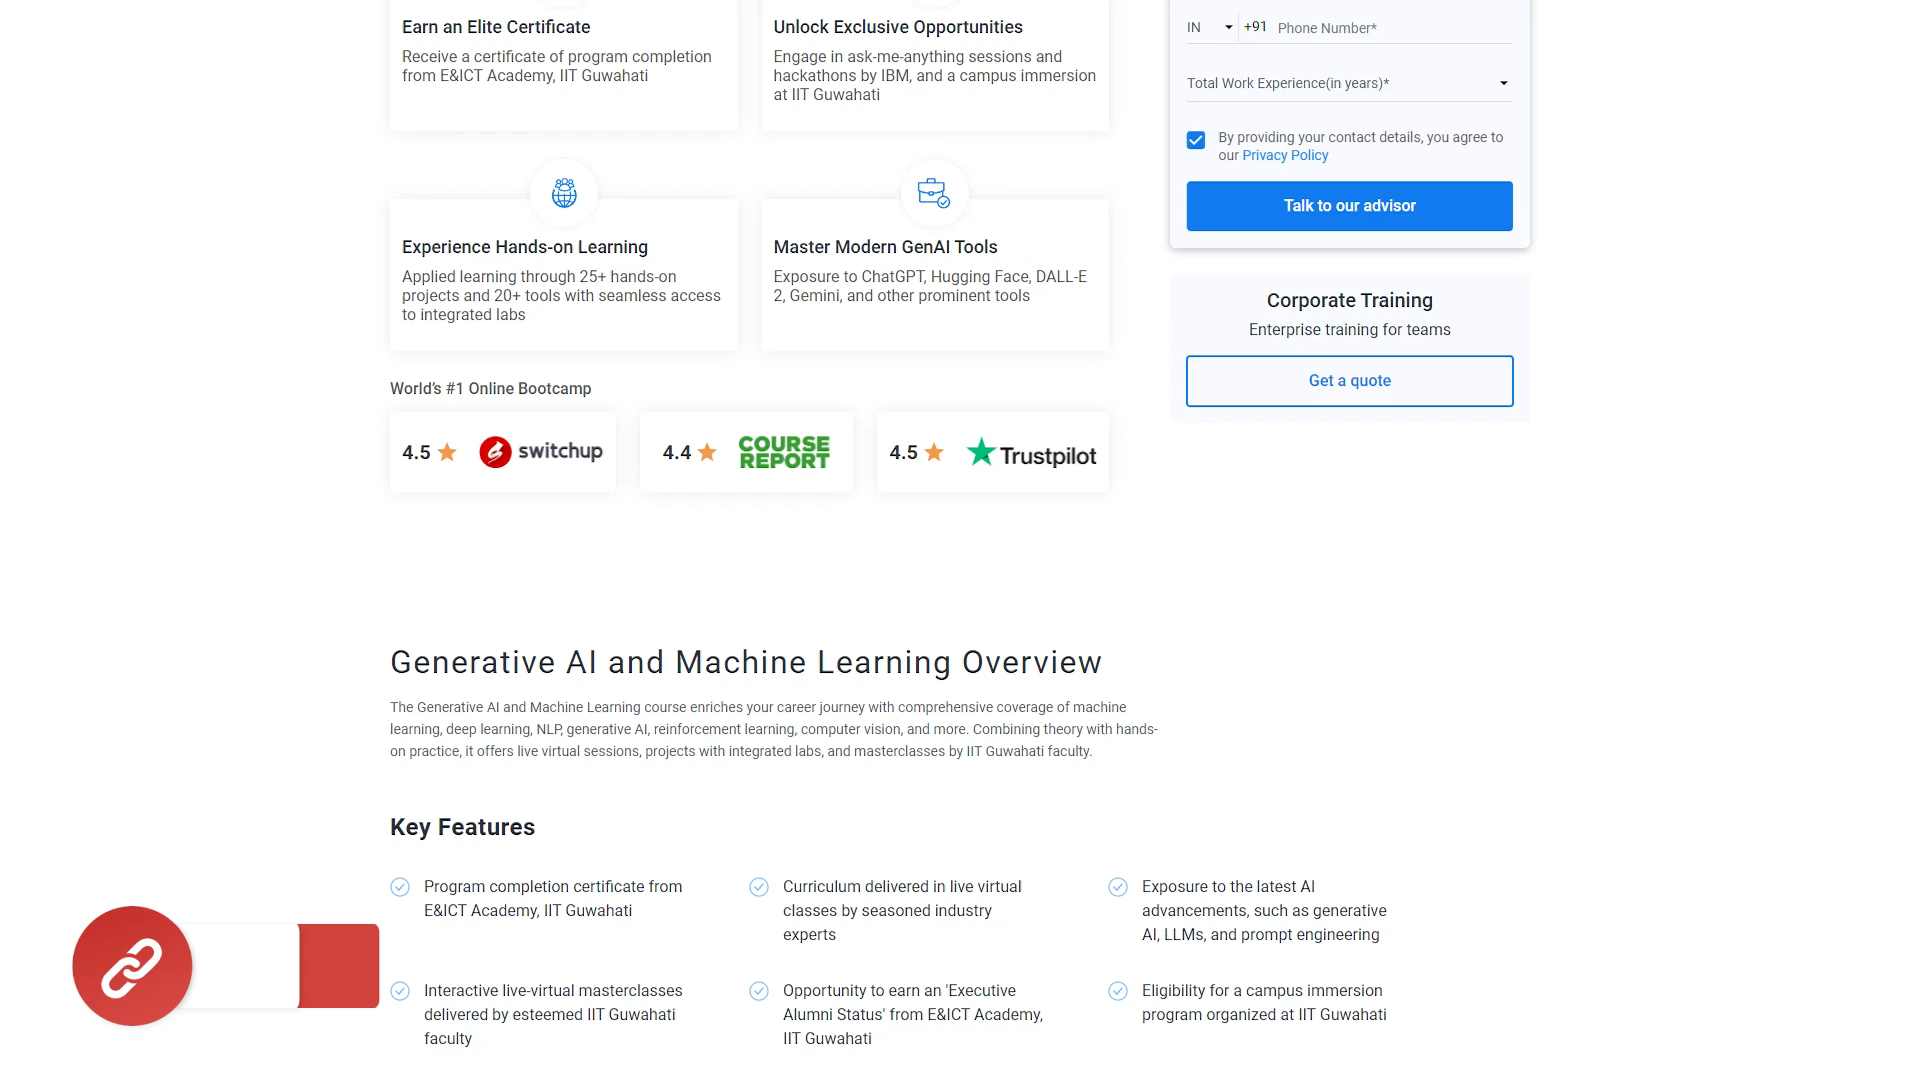 Earn an Elite Certificate
Receive a certificate of program completion
from E&ICT Academy, IIT Guwahati
Unlock Exclusive Opportunities
Engage in ask-me-anything sessions and
hackathons by IBM, and a campus immersion
at IIT Guwahati
Experience Hands-on Learning
Applied learning through 25+ hands-on
projects and 20+ tools with seamless access
to integrated labs
Master Modern GenAI Tools
Exposure to ChatGPT, Hugging Face, DALL-E
2, Gemini, and other prominent tools
World's #1 Online Bootcamp
4.5 switchup
4.4 COURSE
REPORT
4.5 Trustpilot
IN +91 Phone Number*
Total Work Experience(in years)*
By providing your contact details, you agree to
our Privacy Policy
Talk to our advisor
Corporate Training
Enterprise training for teams
Get a quote
Generative AI and Machine Learning Overview
The Generative AI and Machine Learning course enriches your career journey with comprehensive coverage of machine
learning, deep learning, NLP, generative AI, reinforcement learning, computer vision, and more. Combining theory with hands-
on practice, it offers live virtual sessions, projects with integrated labs, and masterclasses by IIT Guwahati faculty.
Key Features
Program completion certificate from
E&ICT Academy, IIT Guwahati
Curriculum delivered in live virtual
classes by seasoned industry
experts
Exposure to the latest AI
advancements, such as generative
AI, LLMs, and prompt engineering
Interactive live-virtual masterclasses
delivered by esteemed IIT Guwahati
faculty
Opportunity to earn an 'Executive
Alumni Status' from E&ICT Academy,
IIT Guwahati
Eligibility for a campus immersion
program organized at IIT Guwahati